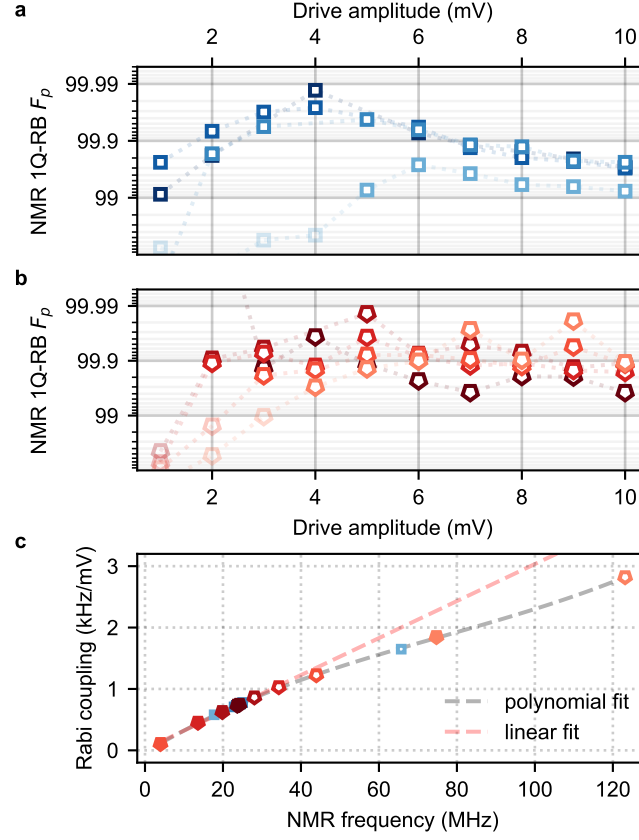 a
Drive amplitude (mV)
2 4 6 8 10
99.99
99.9
99
NMR 1Q-RB Fp
b
99.99
99.9
99
NMR 1Q-RB Fp
2 4 6 8 10
Drive amplitude (mV)
c
3
2
1
0
Rabi coupling (kHz/mV)
polynomial fit
linear fit
0 20 40 60 80 100 120
NMR frequency (MHz)